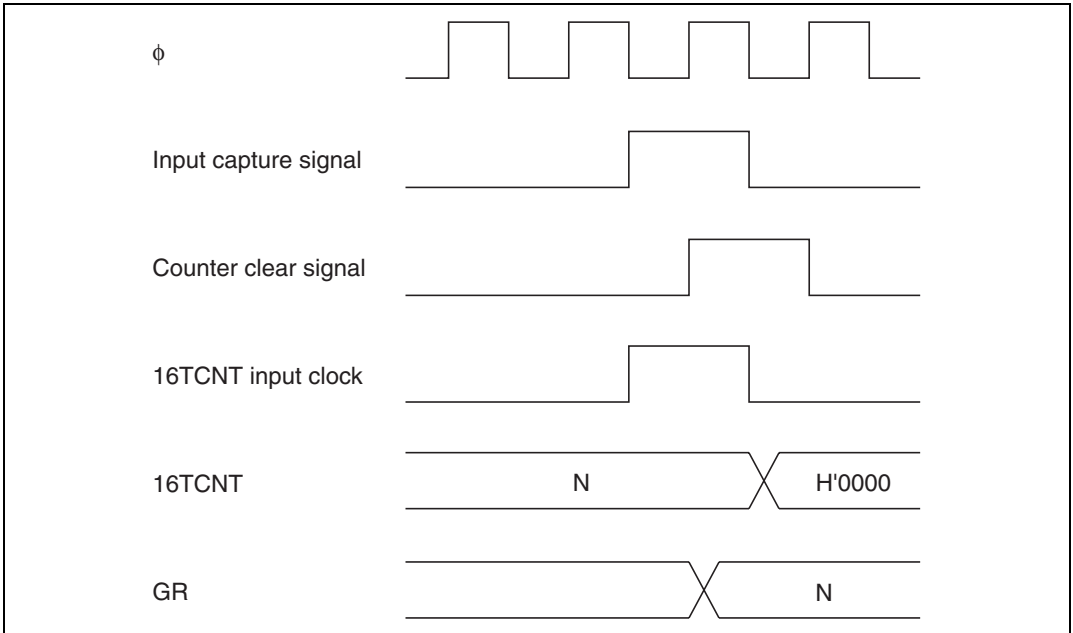 ϕ
Input capture signal
Counter clear signal
16TCNT input clock
16TCNT
N
H'0000
GR
N